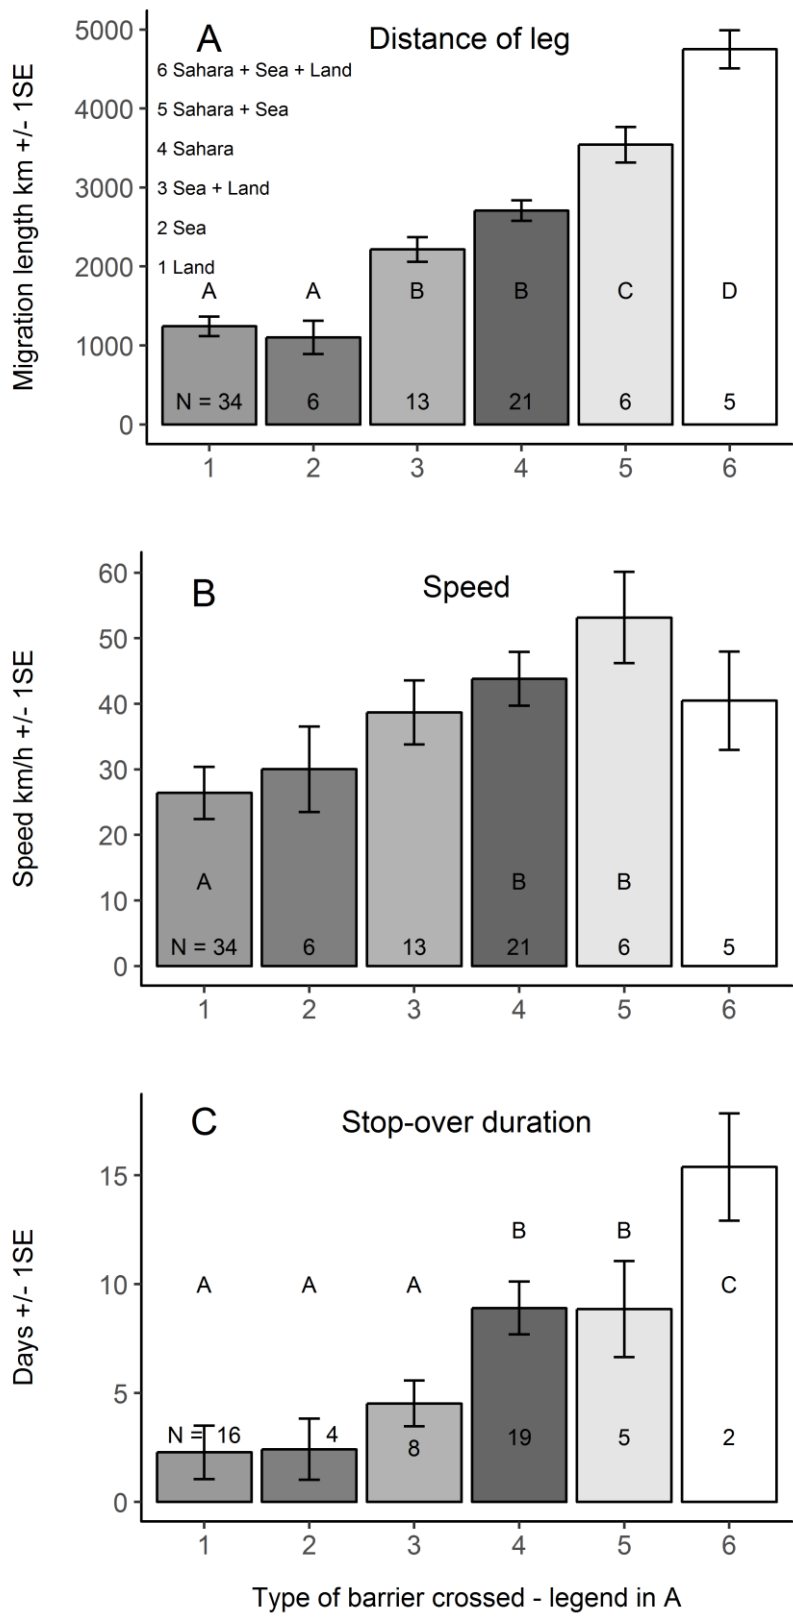 A
Distance of leg
Migration length km +/- 1SE
5000
4000
3000
2000
1000
0
6 Sahara + Sea + Land
5 Sahara + Sea
4 Sahara
3 Sea + Land
2 Sea
1 Land
A A B B C D
N = 34 6 13 21 6 5
1 2 3 4 5 6
B
Speed
Speed km/h +/- 1SE
60
50
40
30
20
10
0
A B B
N = 34 6 13 21 6 5
1 2 3 4 5 6
C
Stop-over duration
Days +/- 1SE
15
10
5
0
B B
A A A C
N = 16 4 8 19 5 2
1 2 3 4 5 6
Type of barrier crossed - legend in A